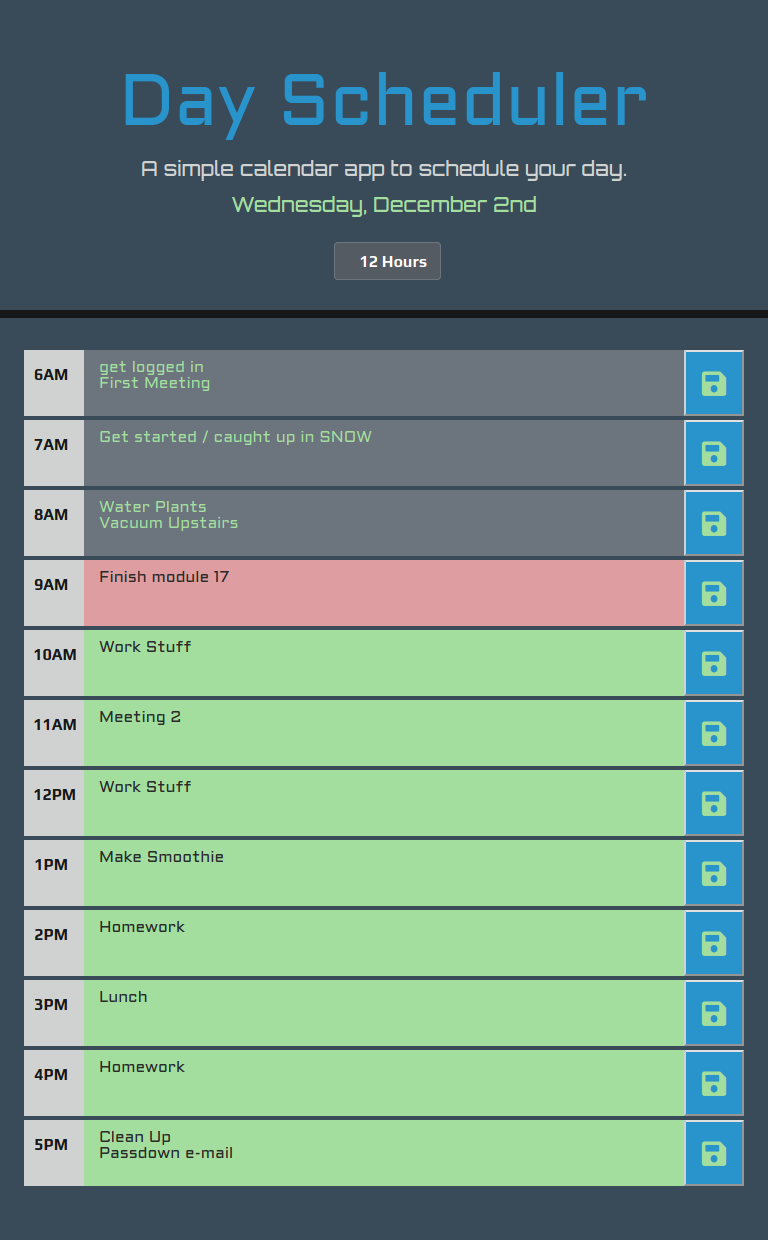 Day Scheduler
A simple calendar app to schedule your day.
Wednesday, December 2nd
12 Hours
6AM
get logged in
First Meeting
7AM
Get started / caught up in SNOW
8AM
Water Plants
Vacuum Upstairs
9AM
Finish module 17
10AM
Work Stuff
11AM
Meeting 2
12PM
Work Stuff
1PM
Make Smoothie
2PM
Homework
3PM
Lunch
4PM
Homework
5PM
Clean Up
Passdown e-mail